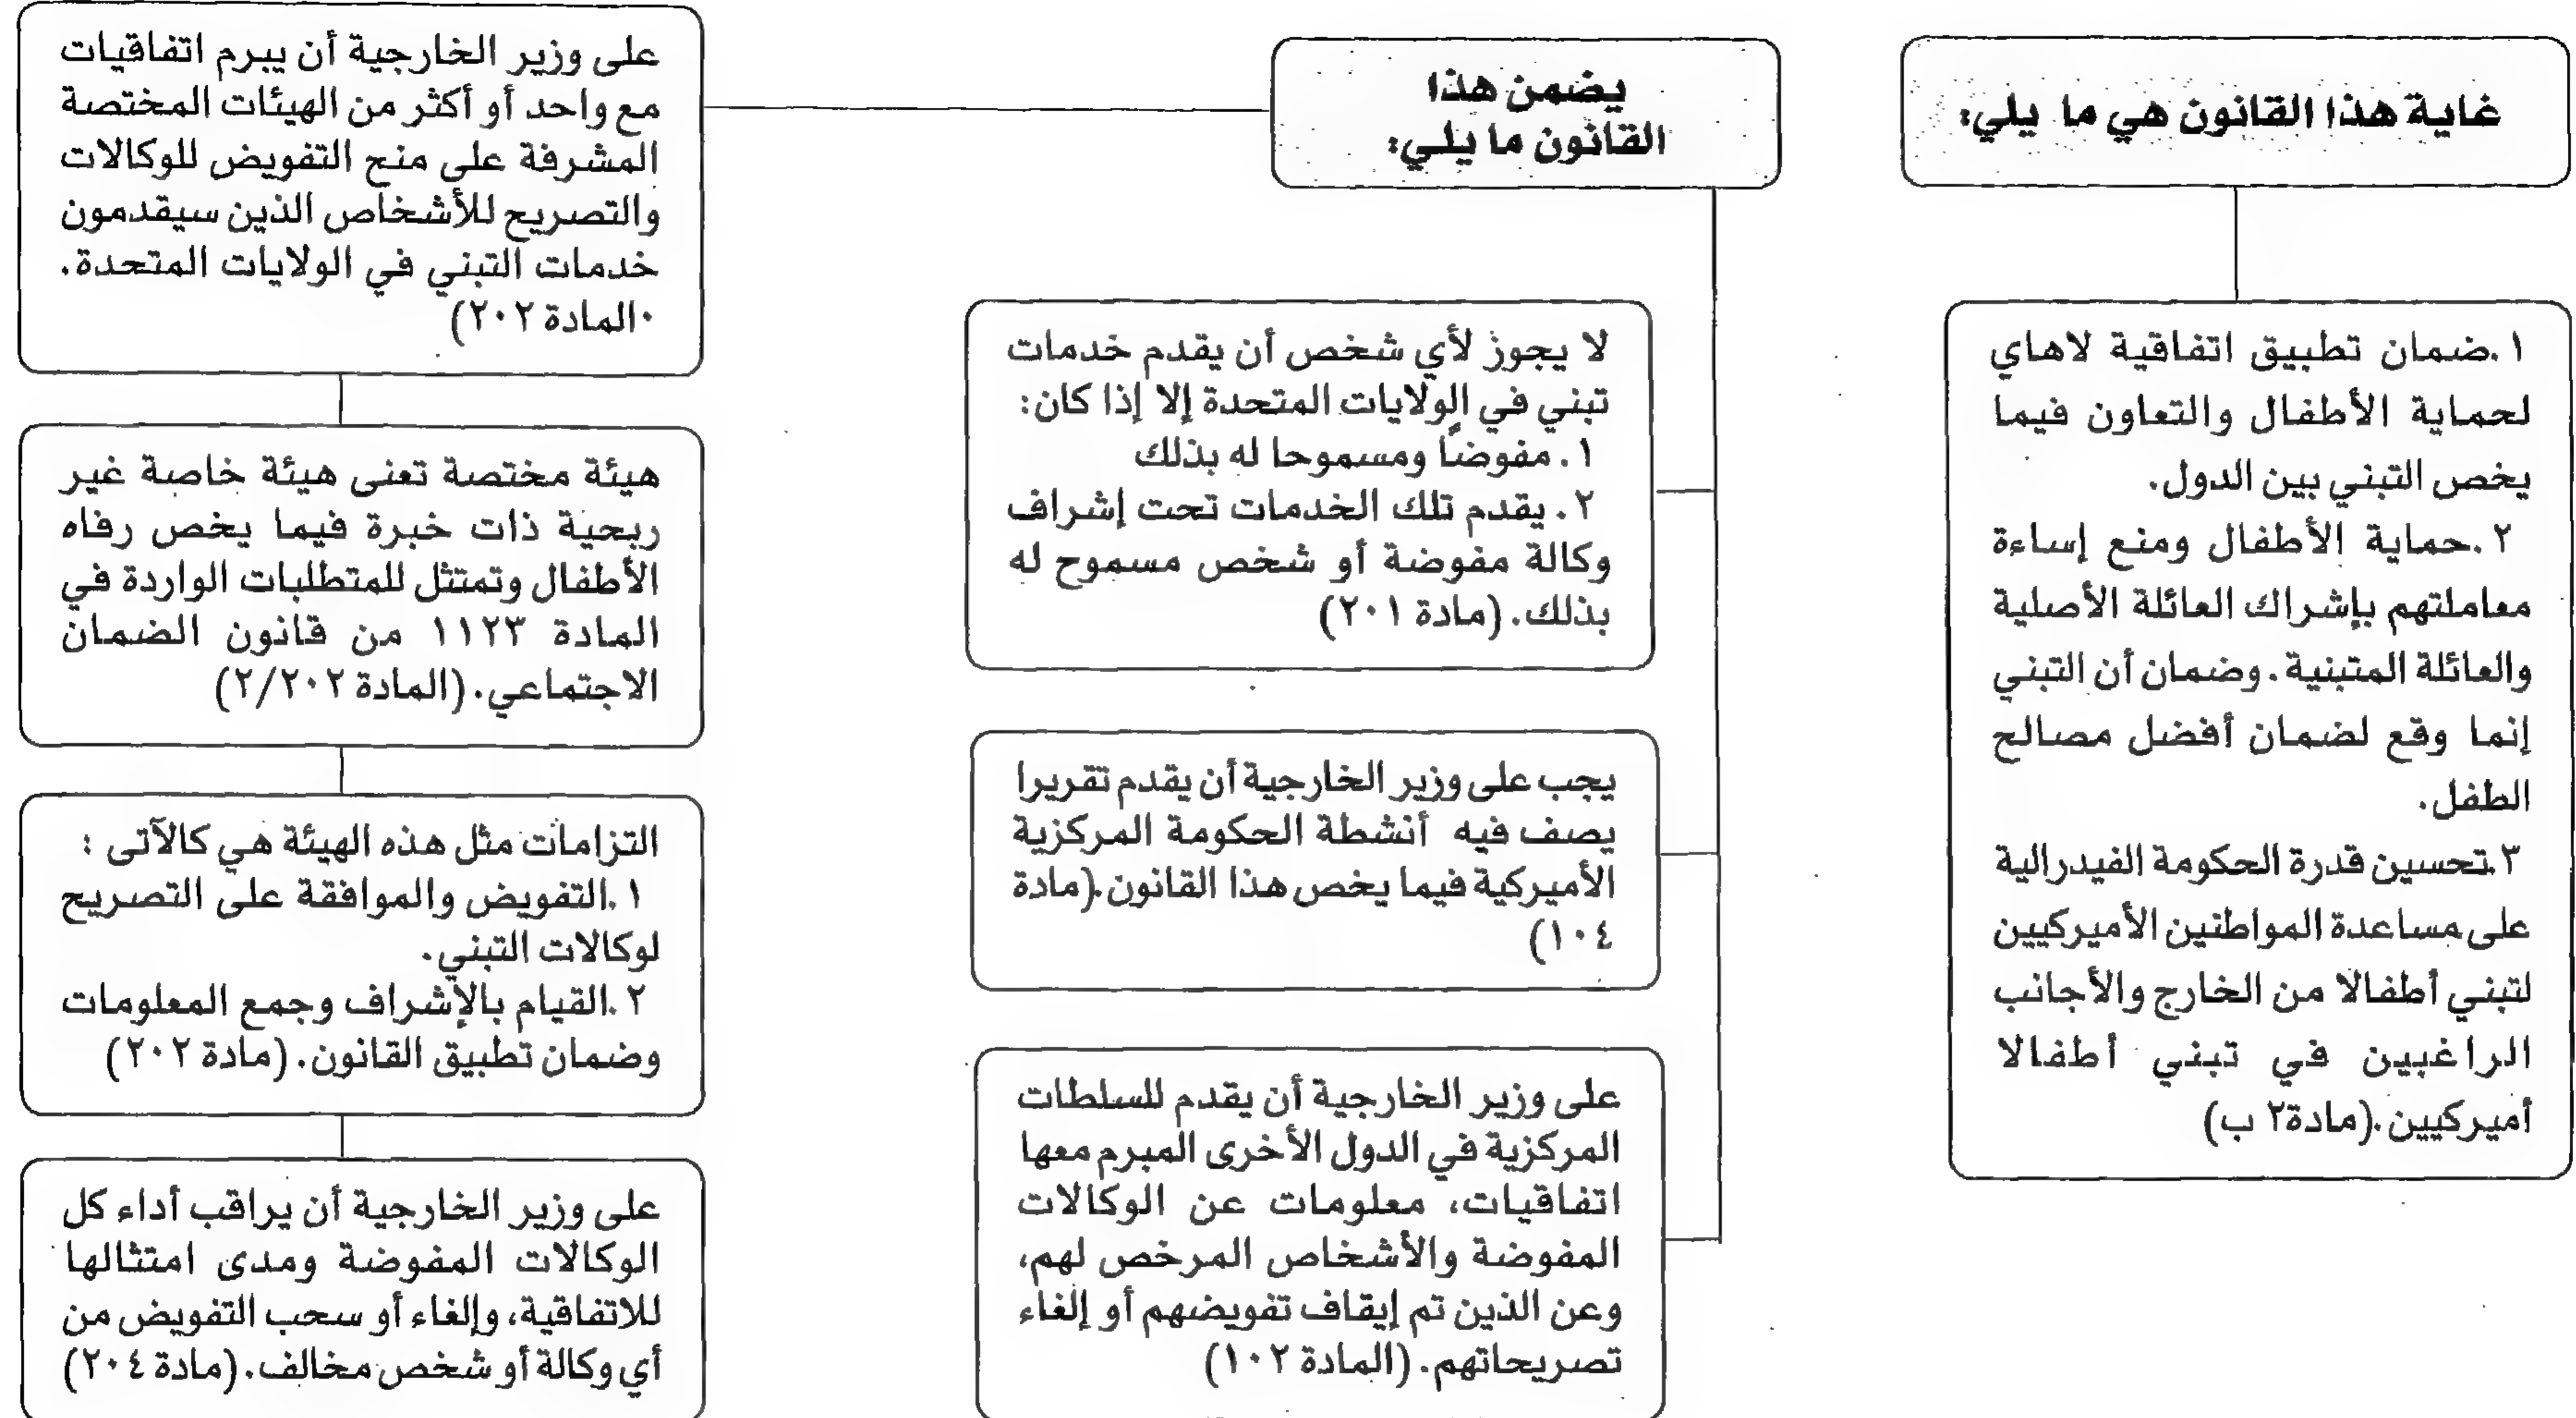 غاية هذا القانون هي ما يلي:
١.ضمان تطبيق اتفاقية لاهاي
لحماية الأطفال والتعاون فيما
يخص التبني بين الدول.
٢.حماية الأطفال ومنع إساءة
معاملتهم بإشراك العائلة الأصلية
والعائلة المتبنية. وضمان أن التبني
إنما وقع لضمان أفضل مصالح
الطفل.
٣.تحسين قدرة الحكومة الفيدرالية
على مساعدة المواطنين الأميركيين
لتبني أطفالا من الخارج والأجانب
الراغبين في تبني أطفالا
أميركيين.(مادة٢ ب)
يضمن هذا
القانون ما يلي:
لا يجوز لأي شخص أن يقدم خدمات
تبني في الولايات المتحدة إلا إذا كان:
١. مفوضاً ومسموحا له بذلك
٢. يقدم تلك الخدمات تحت إشراف
وكالة مفوضة أو شخص مسموح له
بذلك. (مادة ٢٠١)
يجب على وزير الخارجية أن يقدم تقريرا
يصف فيه أنشطة الحكومة المركزية
الأميركية فيما يخص هذا القانون.(مادة
١٠٤)
على وزير الخارجية أن يقدم للسلطات
المركزية في الدول الأخرى المبرم معها
اتفاقيات، معلومات عن الوكالات
المفوضة والأشخاص المرخص لهم،
وعن الذين تم إيقاف تفويضهم أو إلغاء
تصريحاتهم. (المادة ١٠٢)
على وزير الخارجية أن يبرم اتفاقيات
مع واحد أو أكثر من الهيئات المختصة
المشرفة على منح التفويض للوكالات
والتصريح للأشخاص الذين سيقدمون
خدمات التبني في الولايات المتحدة.
٠المادة ٢٠٢)
هيئة مختصة تعنى هيئة خاصة غير
ربحية ذات خبرة فيما يخص رفاه
الأطفال وتمتثل للمتطلبات الواردة في
المادة ١١٢٣ من قانون الضمان
الاجتماعي. (المادة ٢/٢٠٢)
التزامات مثل هذه الهيئة هي كالآتى :
١.التفويض والموافقة على التصريح
لوكالات التبني.
٢.القيام بالإشراف وجمع المعلومات
وضمان تطبيق القانون. (مادة ٢٠٢)
على وزير الخارجية أن يراقب أداء كل
الوكالات المفوضة ومدى امتثالها
للاتفاقية، وإلغاء أو سحب التفويض من
أي وكالة أو شخص مخالف. (مادة ٢٠٤)